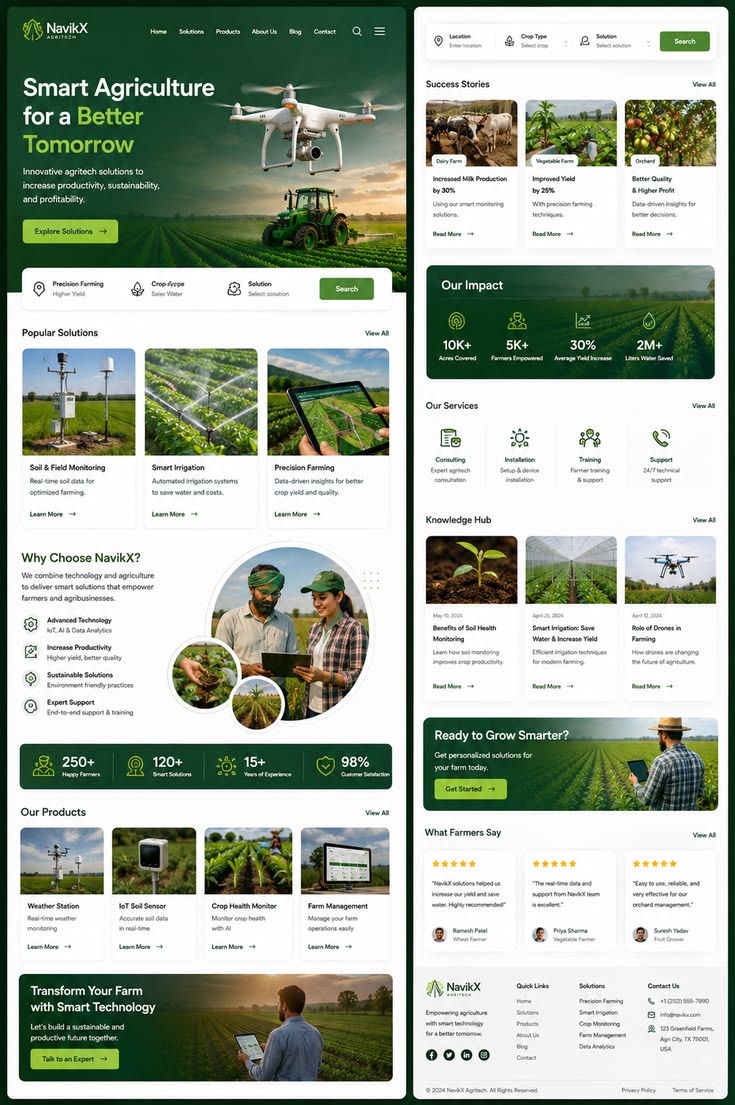 NavikX
AGRITECH
Home Solutions Products About Us Blog Contact
Smart Agriculture
for a Better
Tomorrow
Innovative agritech solutions to
increase productivity, sustainability,
and profitability.
Explore Solutions →
Precision Farming
Higher Yield
Crop
Water
Solution
Select
Search
Popular Solutions
View All
Soil & Field Monitoring
Real-time soil data for
optimized farming.
Learn More →
Smart Irrigation
Automated irrigation systems
to save water and costs.
Learn More →
Precision Farming
Data-driven insights for better
crop yield and quality.
Learn More →
Why Choose NavikX?
We combine technology and agriculture
to deliver smart solutions that empower
farmers and agribusinesses.
Advanced Technology
IoT, AI & Data Analytics
Increase Productivity
Higher yield, better quality
Sustainable Solutions
Environment friendly practices
Expert Support
End-to-end support & training
250+
Happy Farmers
120+
Smart Solutions
15+
Years of Experience
98%
Customer Satisfaction
Our Products
View All
Weather Station
Real-time weather
monitoring
Learn More →
IoT Soil Sensor
Accurate soil data
in real-time
Learn More →
Crop Health Monitor
Monitor crop health
with AI
Learn More →
Farm Management
Manage your farm
operations easily
Learn More →
Transform Your Farm
with Smart Technology
Let's build a sustainable and
productive future together.
Talk to an Expert →
Location
Enter location
Crop Type
Select crop
Solution
Select solution
Search
Success Stories
View All
Dairy Farm
Increased Milk Production
by 30%
Using our smart monitoring
solutions.
Read More →
Vegetable Farm
Improved Yield
by 25%
With precision farming
techniques.
Read More →
Orchard
Better Quality
& Higher Profit
Data-driven insights for
better decisions.
Read More →
Our Impact
10K+
Acres Covered
5K+
Farmers Empowered
30%
Average Yield Increase
2M+
Liters Water Saved
Our Services
View All
Consulting
Expert agritech
consultation
Installation
Setup & device
installation
Training
Farmer training
& support
Support
24/7 technical
support
Knowledge Hub
View All
May 10, 2024
Benefits of Soil Health
Monitoring
Learn how soil monitoring
improves crop productivity.
Read More →
April 25, 2024
Smart Irrigation: Save
Water & Increase Yield
Efficient irrigation techniques
for modern farming.
Read More →
April 12, 2024
Role of Drones in
Farming
How drones are changing
the future of agriculture.
Read More →
Ready to Grow Smarter?
Get personalized solutions for
your farm today.
Get Started →
What Farmers Say
View All
"NavikX solutions helped us
increase our yield and save
water. Highly recommended!"
Ramesh Patel
Wheat Farmer
"The real-time data and
support from NavikX team
is excellent."
Priya Sharma
Vegetable Farmer
"Easy to use, reliable, and
very effective for our
orchard management."
Suresh Yadav
Fruit Grower
NavikX
AGRITECH
Empowering agriculture
with smart technology
for a better tomorrow.
Quick Links
Home
Solutions
Products
About Us
Blog
Contact
Solutions
Precision Farming
Smart Irrigation
Crop Monitoring
Farm Management
Data Analytics
Contact Us
555-7890
info@navikx.com
123 Greenfield Farms,
Agri City, TX 75001,
USA
© 2024 NavikX Agritech. All Rights Reserved.
Privacy Policy
Terms of Service